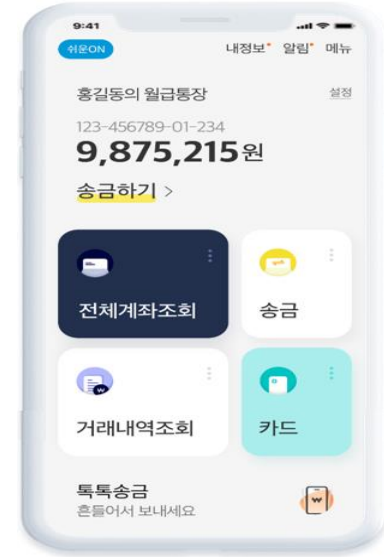 9:41
쉬운ON
내정보 알림 메뉴
홍길동의 월급통장 설정
123-456789-01-234
9,875,215원
송금하기 >
전체계좌조회 송금
거래내역조회 카드
톡톡송금
흔들어서 보내세요